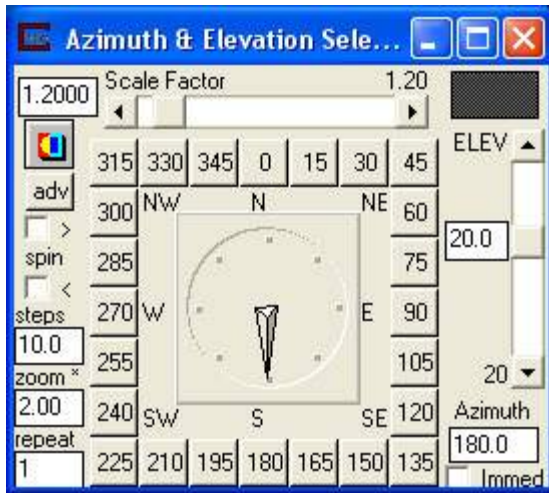 Azimuth & Elevation Sele...
1.2000 Scale Factor 1.20
315 330 345 0 15 30 45 ELEV
adv
300 NW N NE 60
>
20.0
spin 285 75
<
steps 270 W E 90
10.0
255 105 20
zoom ˣ
2.00 240 SW S SE 120 Azimuth
repeat 180.0
1 225 210 195 180 165 150 135 Immed